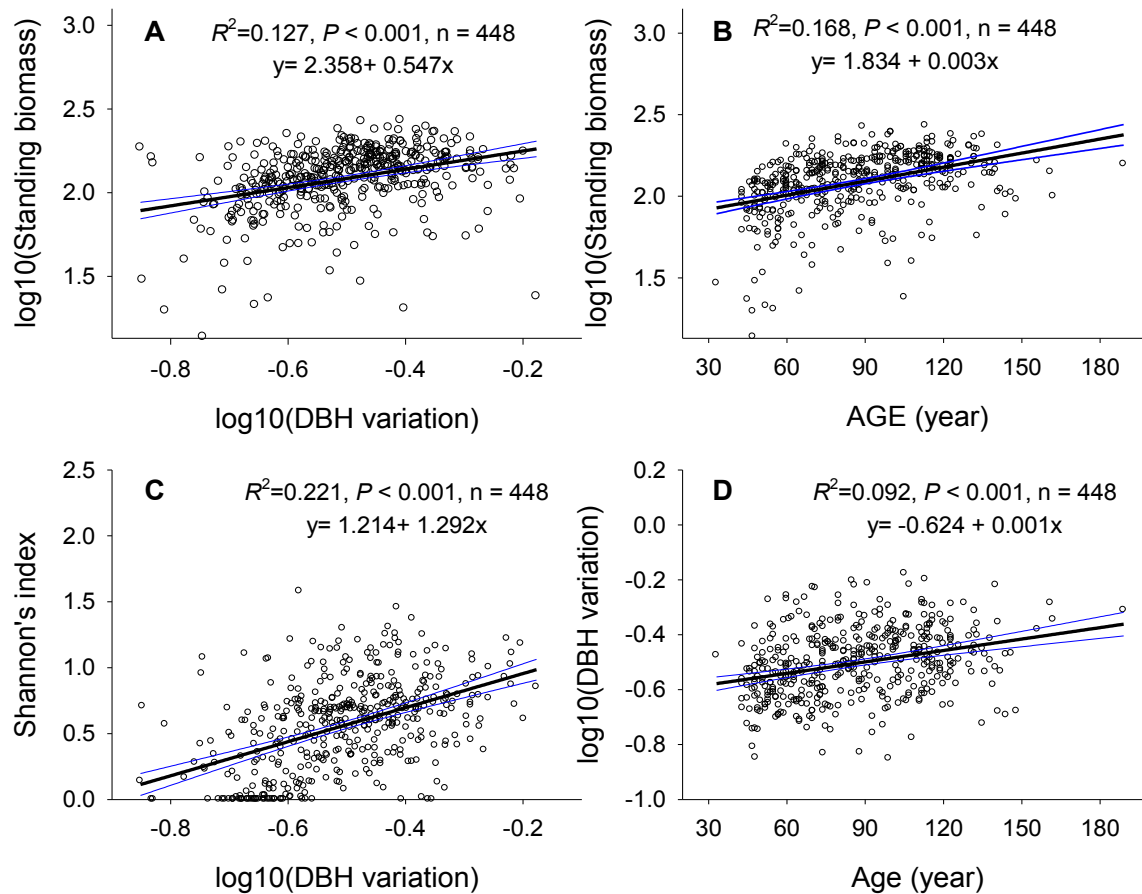 A
R²=0.127, P < 0.001, n = 448
y= 2.358+ 0.547x
log10(Standing biomass)
3.0
2.5
2.0
1.5
-0.8 -0.6 -0.4 -0.2
log10(DBH variation)
B
R²=0.168, P < 0.001, n = 448
y= 1.834 + 0.003x
log10(Standing biomass)
3.0
2.5
2.0
1.5
30 60 90 120 150 180
AGE (year)
C
R²=0.221, P < 0.001, n = 448
y= 1.214+ 1.292x
Shannon's index
2.5
2.0
1.5
1.0
0.5
0.0
-0.8 -0.6 -0.4 -0.2
log10(DBH variation)
D
R²=0.092, P < 0.001, n = 448
y= -0.624 + 0.001x
log10(DBH variation)
0.2
0.0
-0.2
-0.4
-0.6
-0.8
-1.0
30 60 90 120 150 180
Age (year)